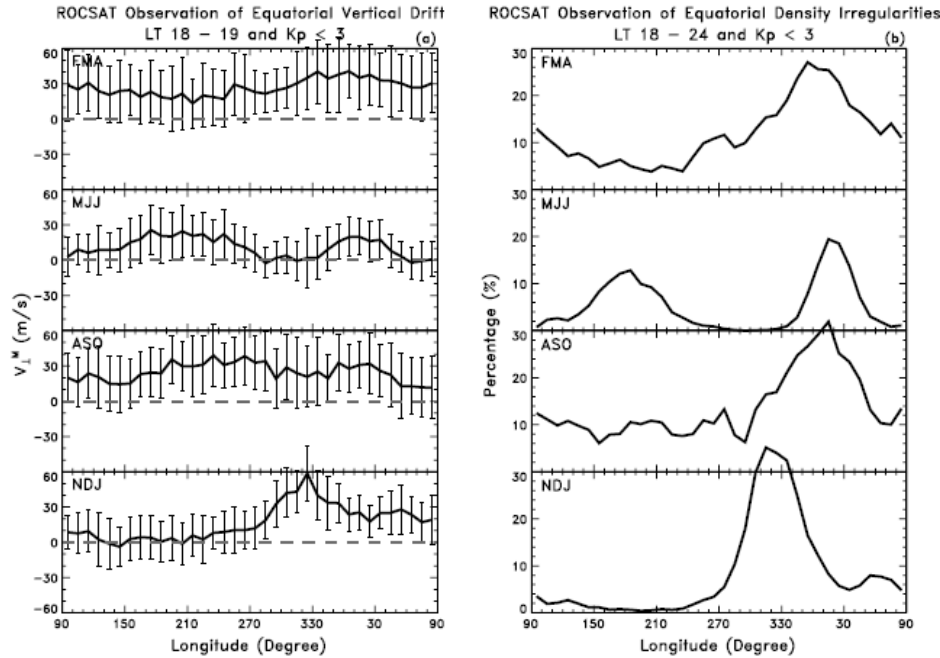 ROCSAT Observation of Equatorial Vertical Drift
LT 18 - 19 and Kp < 3
(a)
60
FMA
30
0
-30
60
MJJ
30
0
-30
60
ASO
30
0
-30
60
NDJ
30
0
-30
-60
90
150
210
270
330
30
90
Longitude (Degree)
V⊥M (m/s)
ROCSAT Observation of Equatorial Density Irregularities
LT 18 - 24 and Kp < 3
(b)
30
FMA
20
10
30
MJJ
20
10
0
30
ASO
20
10
30
NDJ
20
10
0
90
150
210
270
330
30
90
Longitude (Degree)
Percentage (%)